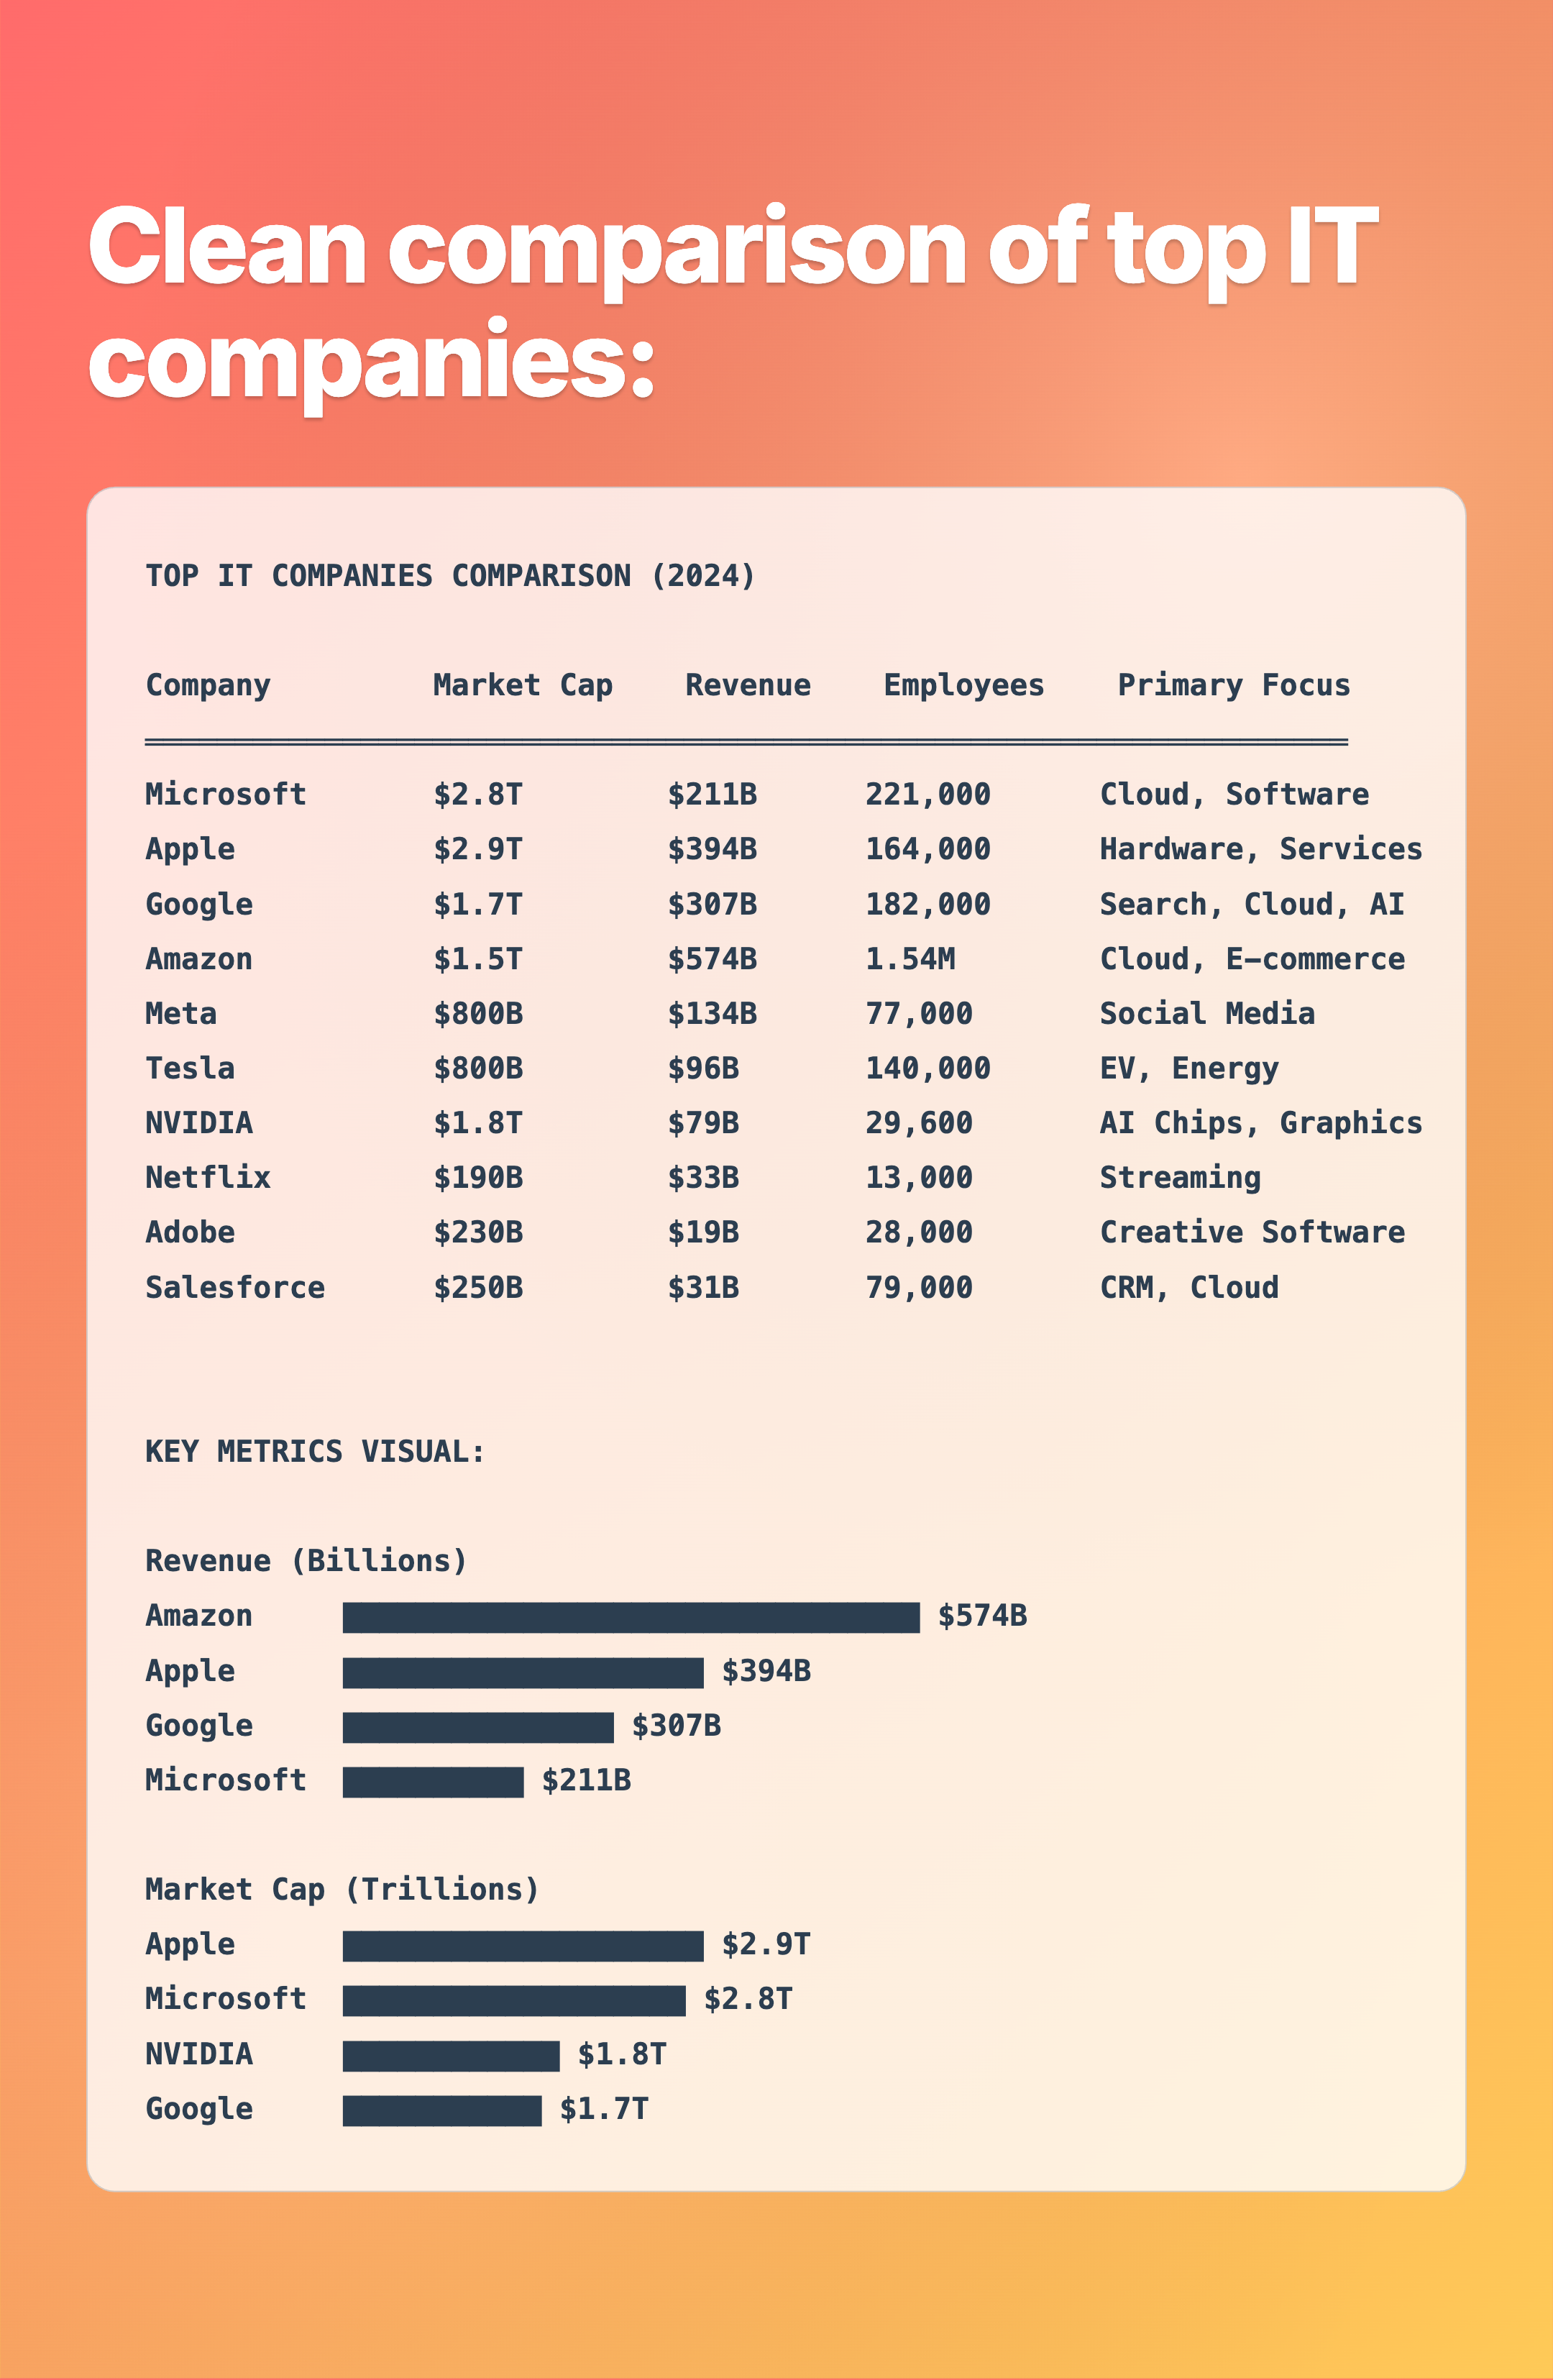 Clean comparison of top IT
companies:
TOP IT COMPANIES COMPARISON (2024)
Company Market Cap Revenue Employees Primary Focus
Microsoft $2.8T $211B 221,000 Cloud, Software
Apple $2.9T $394B 164,000 Hardware, Services
Google $1.7T $307B 182,000 Search, Cloud, AI
Amazon $1.5T $574B 1.54M Cloud, E-commerce
Meta $800B $134B 77,000 Social Media
Tesla $800B $96B 140,000 EV, Energy
NVIDIA $1.8T $79B 29,600 AI Chips, Graphics
Netflix $190B $33B 13,000 Streaming
Adobe $230B $19B 28,000 Creative Software
Salesforce $250B $31B 79,000 CRM, Cloud
KEY METRICS VISUAL:
Revenue (Billions)
Amazon $574B
Apple $394B
Google $307B
Microsoft $211B
Market Cap (Trillions)
Apple $2.9T
Microsoft $2.8T
NVIDIA $1.8T
Google $1.7T